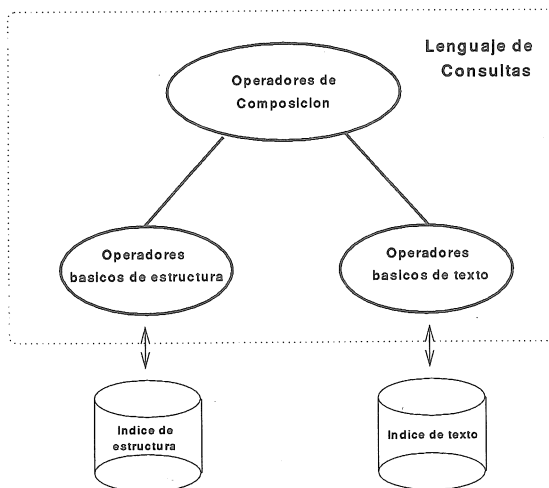 Lenguaje de
Consultas
Operadores de
Composicion
Operadores
basicos de estructura
Operadores
basicos de texto
Indice de
estructura
Indice de texto